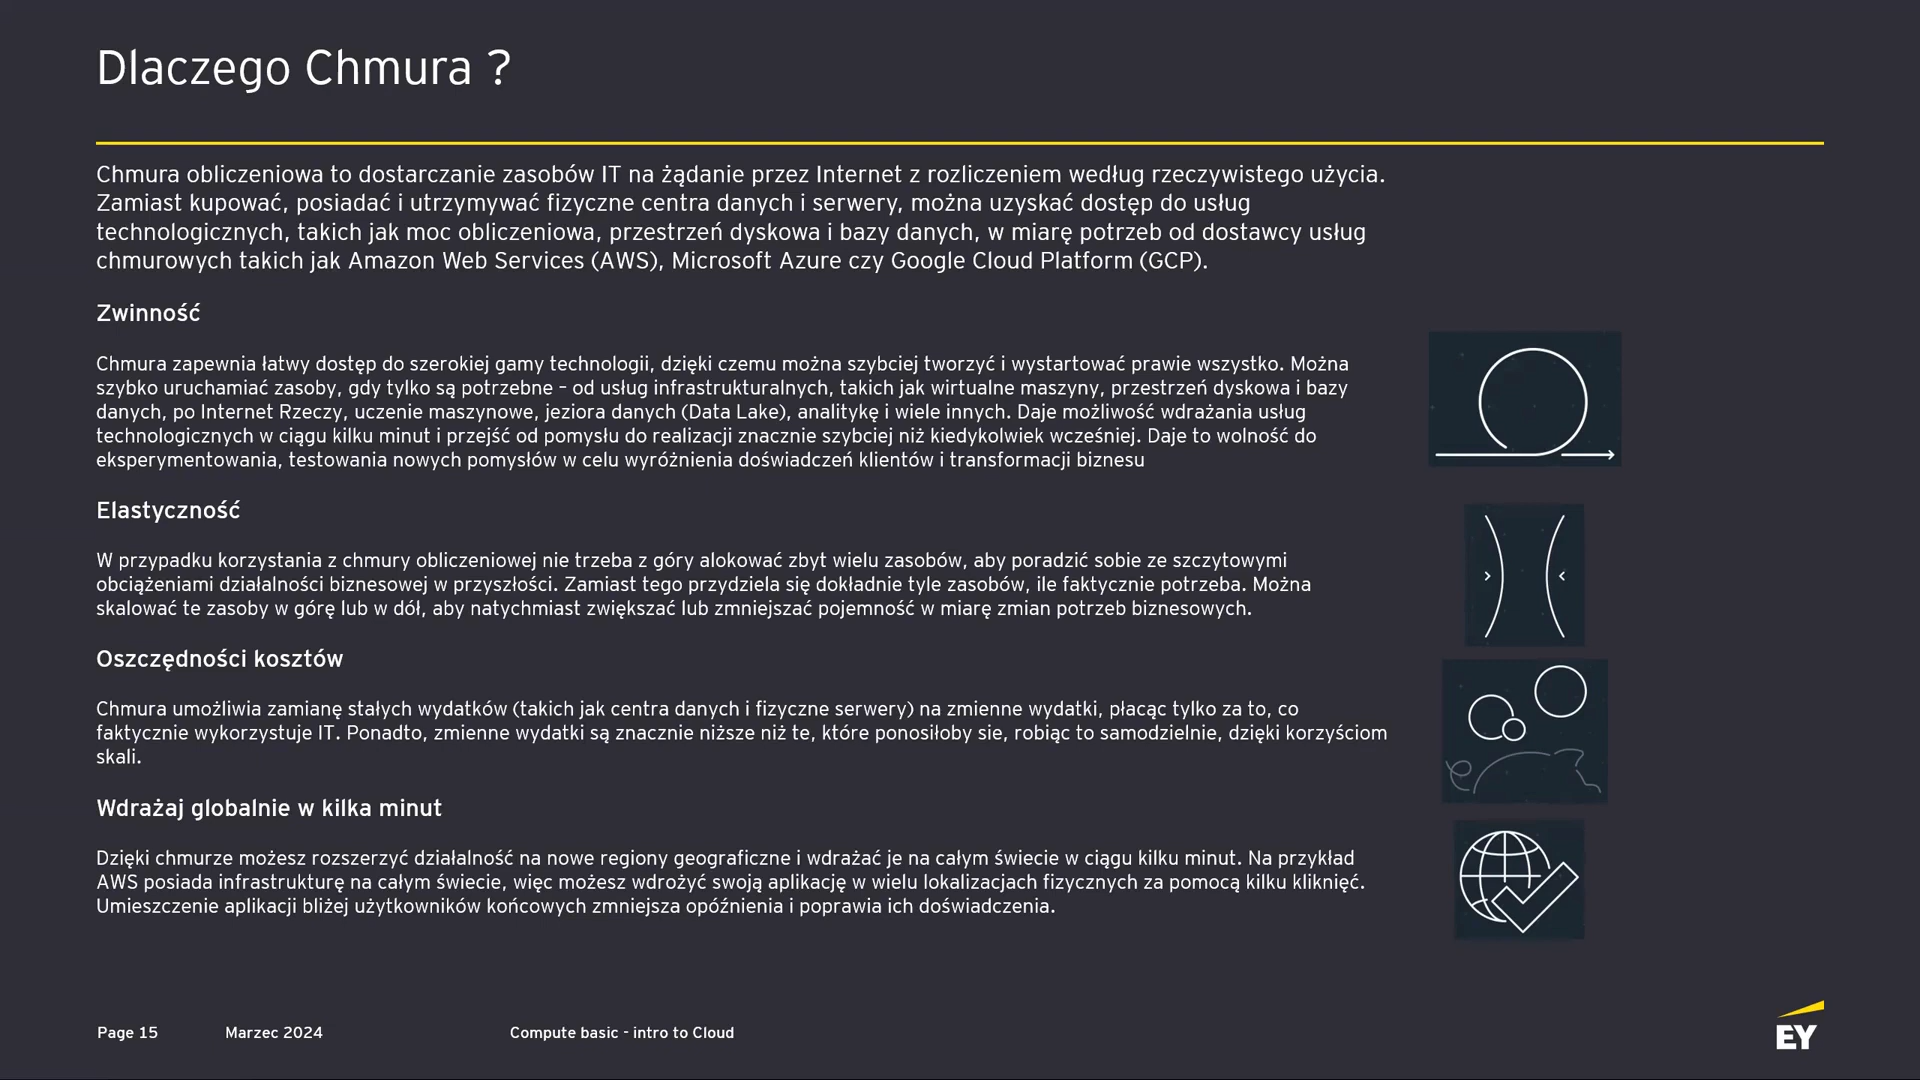 Dlaczego Chmura ?
Chmura obliczeniowa to dostarczanie zasobów IT na żądanie przez Internet z rozliczeniem według rzeczywistego użycia.
Zamiast kupować, posiadać i utrzymywać fizyczne centra danych i serwery, można uzyskać dostęp do usług
technologicznych, takich jak moc obliczeniowa, przestrzeń dyskowa i bazy danych, w miarę potrzeb od dostawcy usług
chmurowych takich jak Amazon Web Services (AWS), Microsoft Azure czy Google Cloud Platform (GCP).
Zwinność
Chmura zapewnia łatwy dostęp do szerokiej gamy technologii, dzięki czemu można szybciej tworzyć i wystartować prawie wszystko. Można
szybko uruchamiać zasoby, gdy tylko są potrzebne – od usług infrastrukturalnych, takich jak wirtualne maszyny, przestrzeń dyskowa i bazy
danych, po Internet Rzeczy, uczenie maszynowe, jeziora danych (Data Lake), analitykę i wiele innych. Daje możliwość wdrażania usług
technologicznych w ciągu kilku minut i przejść od pomysłu do realizacji znacznie szybciej niż kiedykolwiek wcześniej. Daje to wolność do
eksperymentowania, testowania nowych pomysłów w celu wyróżnienia doświadczeń klientów i transformacji biznesu
Elastyczność
W przypadku korzystania z chmury obliczeniowej nie trzeba z góry alokować zbyt wielu zasobów, aby poradzić sobie ze szczytowymi
obciążeniami działalności biznesowej w przyszłości. Zamiast tego przydziela się dokładnie tyle zasobów, ile faktycznie potrzeba. Można
skalować te zasoby w górę lub w dół, aby natychmiast zwiększać lub zmniejszać pojemność w miarę zmian potrzeb biznesowych.
Oszczędności kosztów
Chmura umożliwia zamianę stałych wydatków (takich jak centra danych i fizyczne serwery) na zmienne wydatki, płacąc tylko za to, co
faktycznie wykorzystuje IT. Ponadto, zmienne wydatki są znacznie niższe niż te, które ponosiłoby sie, robiąc to samodzielnie, dzięki korzyściom
skali.
Wdrażaj globalnie w kilka minut
Dzięki chmurze możesz rozszerzyć działalność na nowe regiony geograficzne i wdrażać je na całym świecie w ciągu kilku minut. Na przykład
AWS posiada infrastrukturę na całym świecie, więc możesz wdrożyć swoją aplikację w wielu lokalizacjach fizycznych za pomocą kilku kliknięć.
Umieszczenie aplikacji bliżej użytkowników końcowych zmniejsza opóźnienia i poprawia ich doświadczenia.
Page 15 Marzec 2024 Compute basic - intro to Cloud
EY